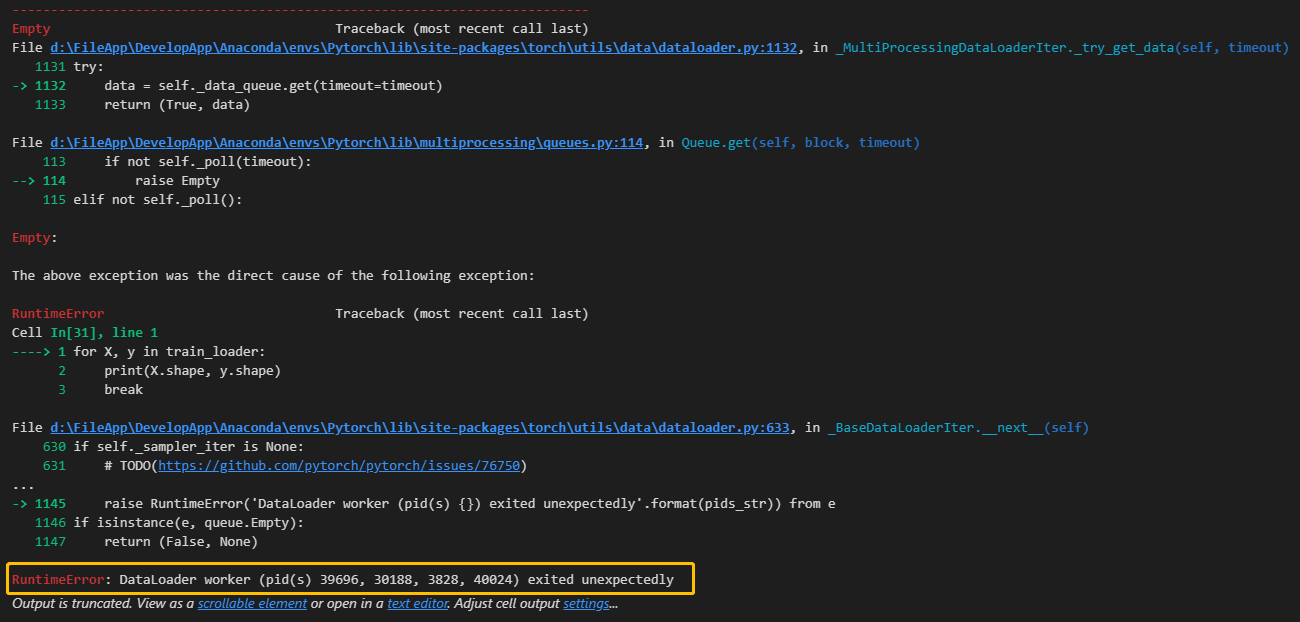 ---------------------------------------------------------------------------
Empty                                     Traceback (most recent call last)
File d:\FileApp\DevelopApp\Anaconda\envs\Pytorch\lib\site-packages\torch\utils\data\dataloader.py:1132, in _MultiProcessingDataLoaderIter._try_get_data(self, timeout)
   1131 try:
-> 1132     data = self._data_queue.get(timeout=timeout)
   1133     return (True, data)
File d:\FileApp\DevelopApp\Anaconda\envs\Pytorch\lib\multiprocessing\queues.py:114, in Queue.get(self, block, timeout)
    113     if not self._poll(timeout):
--> 114         raise Empty
    115 elif not self._poll():
Empty:
The above exception was the direct cause of the following exception:
RuntimeError                              Traceback (most recent call last)
Cell In[31], line 1
----> 1 for X, y in train_loader:
      2     print(X.shape, y.shape)
      3     break
File d:\FileApp\DevelopApp\Anaconda\envs\Pytorch\lib\site-packages\torch\utils\data\dataloader.py:633, in _BaseDataLoaderIter.__next__(self)
    630 if self._sampler_iter is None:
    631     # TODO(https://github.com/pytorch/pytorch/issues/76750)
...
-> 1145     raise RuntimeError('DataLoader worker (pid(s) {}) exited unexpectedly'.format(pids_str)) from e
   1146 if isinstance(e, queue.Empty):
   1147     return (False, None)
RuntimeError: DataLoader worker (pid(s) 39696, 30188, 3828, 40024) exited unexpectedly
Output is truncated. View as a scrollable element or open in a text editor. Adjust cell output settings...